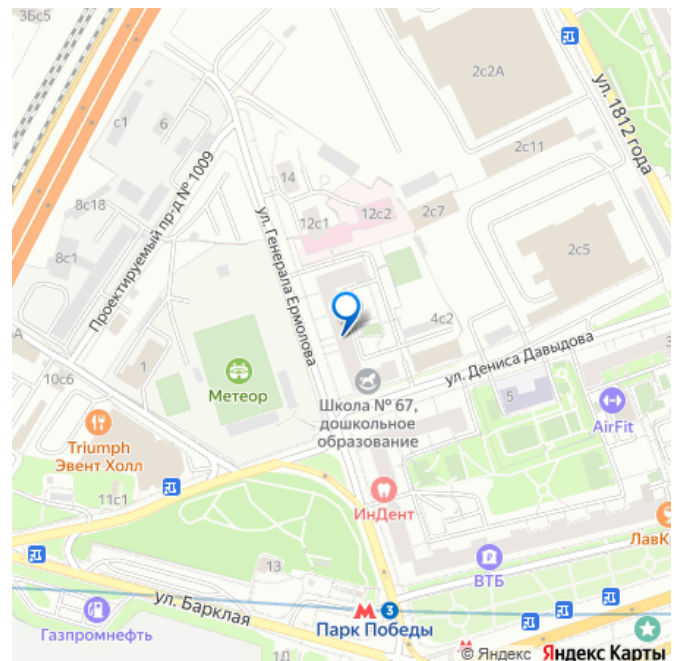 3Бс5
2с2А
ул. 1812 года
с1
6
2с11
Проектируемый пр-д № 1009
14
8с18
12с1
12с2
2с7
8с1
2с5
ул. Генерала Ермолова
4с2
ул. Дениса Давыдова
1
10с6
Метеор
5
Школа № 67,
дошкольное
образование
AirFit
Triumph
Эвент Холл
11с1
ИнДент
ВТБ
13
ул. Барклая
Газпромнефть
М 3
Парк Победы
1Д
© Яндекс Яндекс Карты